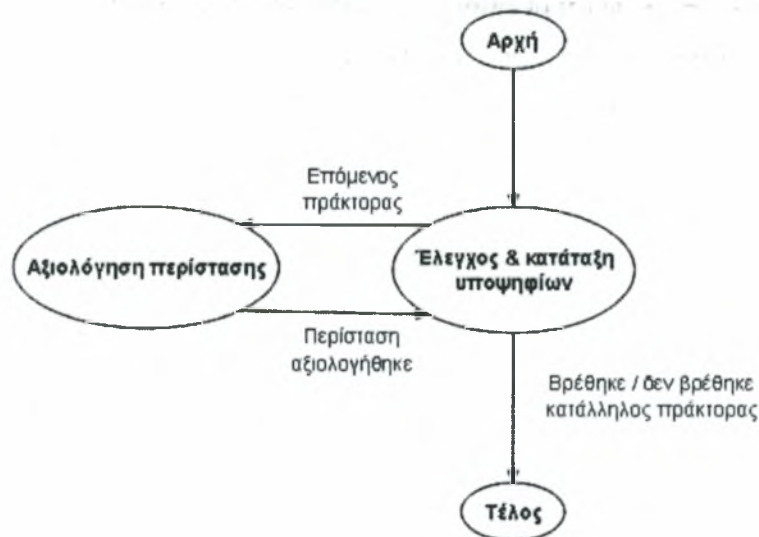 Αρχή
Επόμενος
πράκτορας
Αξιολόγηση περίστασης
Έλεγχος & κατάταξη
υποψηφίων
Περίσταση
αξιολογήθηκε
Βρέθηκε / δεν βρέθηκε
κατάλληλος πράκτορας
Τέλος